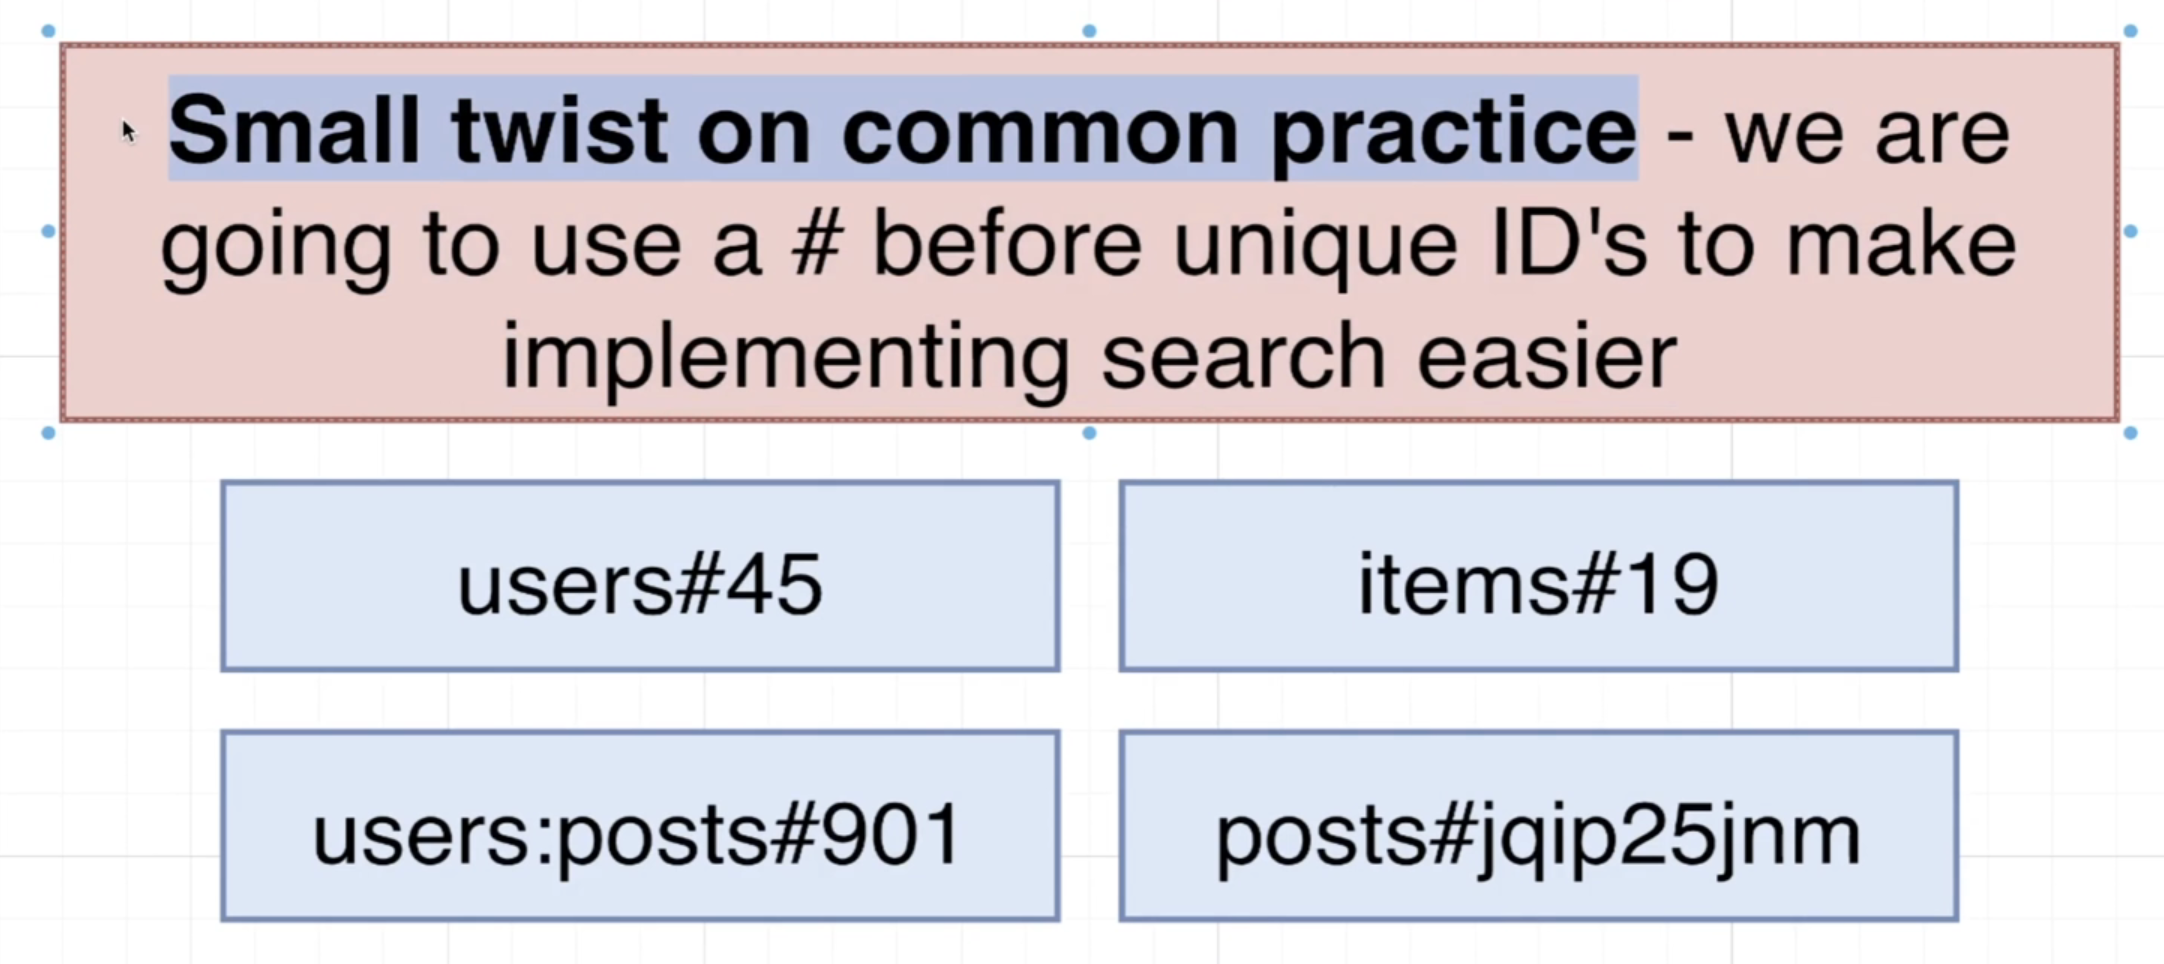 Small twist on common practice - we are
going to use a # before unique ID's to make
implementing search easier
users#45
items#19
users:posts#901
posts#jqip25jnm